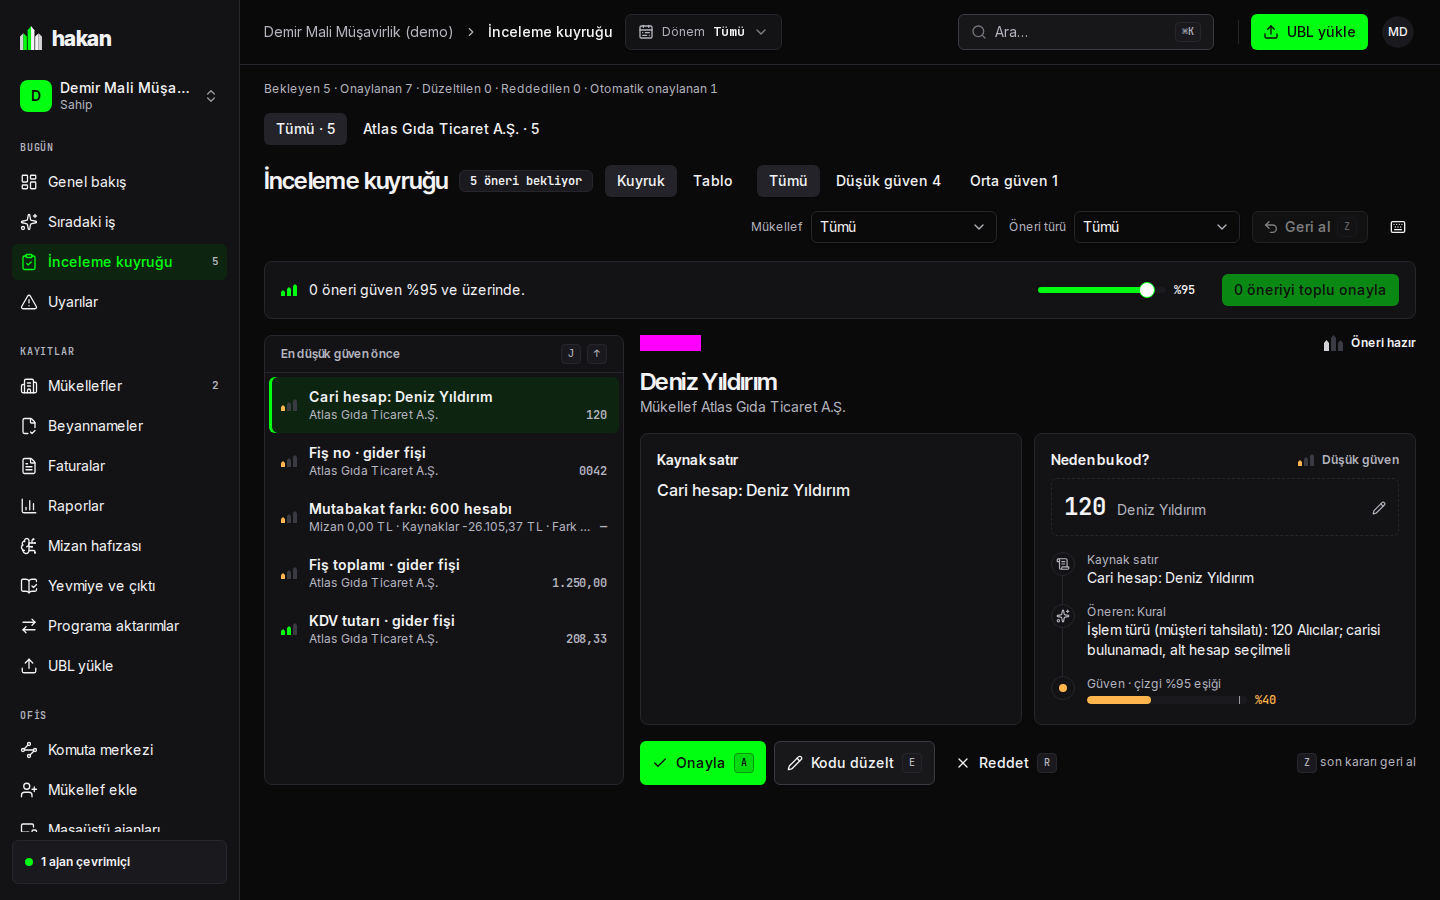 hakan
Demir Mali Müşavirlik (demo) > İnceleme kuyruğu
Dönem Tümü
Ara…
⌘K
UBL yükle
MD
D
Demir Mali Müşa…
Sahip
BUGÜN
Genel bakış
Sıradaki iş
İnceleme kuyruğu 5
Uyarılar
KAYITLAR
Mükellefler 2
Beyannameler
Faturalar
Raporlar
Mizan hafızası
Yevmiye ve çıktı
Programa aktarımlar
UBL yükle
OFİS
Komuta merkezi
Mükellef ekle
Masaüstü ajanları
1 ajan çevrimiçi
Bekleyen 5 · Onaylanan 7 · Düzeltilen 0 · Reddedilen 0 · Otomatik onaylanan 1
Tümü · 5
Atlas Gıda Ticaret A.Ş. · 5
İnceleme kuyruğu
5 öneri bekliyor
Kuyruk
Tablo
Tümü
Düşük güven 4
Orta güven 1
Mükellef Tümü
Öneri türü Tümü
Geri al Z
0 öneri güven %95 ve üzerinde.
%95
0 öneriyi toplu onayla
En düşük güven önce
J ↑
Cari hesap: Deniz Yıldırım
Atlas Gıda Ticaret A.Ş. 120
Fiş no · gider fişi
Atlas Gıda Ticaret A.Ş. 0042
Mutabakat farkı: 600 hesabı
Mizan 0,00 TL · Kaynaklar -26.105,37 TL · Fark … —
Fiş toplamı · gider fişi
Atlas Gıda Ticaret A.Ş. 1.250,00
KDV tutarı · gider fişi
Atlas Gıda Ticaret A.Ş. 208,33
Öneri hazır
Deniz Yıldırım
Mükellef Atlas Gıda Ticaret A.Ş.
Kaynak satır
Cari hesap: Deniz Yıldırım
Neden bu kod?
Düşük güven
120 Deniz Yıldırım
Kaynak satır
Cari hesap: Deniz Yıldırım
Öneren: Kural
İşlem türü (müşteri tahsilatı): 120 Alıcılar; carisi
bulunamadı, alt hesap seçilmeli
Güven · çizgi %95 eşiği
%40
Onayla A
Kodu düzelt E
Reddet R
Z son kararı geri al